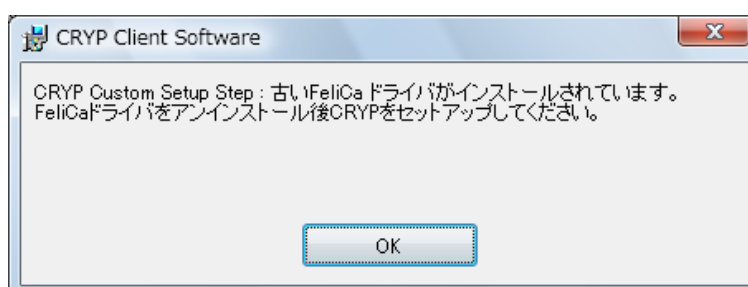 CRYP Client Software
CRYP Custom Setup Step : 古いFeliCa ドライバがインストールされています。
FeliCaドライバをアンインストール後CRYPをセットアップしてください。
OK